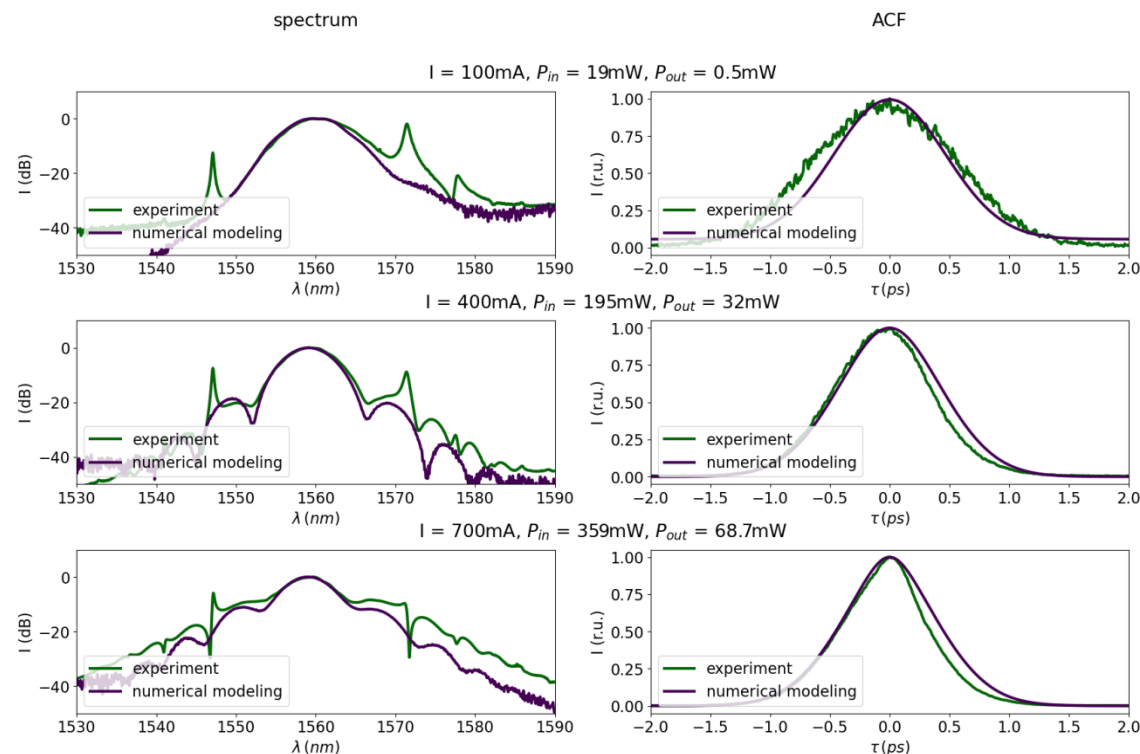 spectrum ACF
I = 100mA, P_in = 19mW, P_out = 0.5mW
0
−20
−40
I (dB)
experiment
numerical modeling
1530 1540 1550 1560 1570 1580 1590
λ (nm)
1.00
0.75
0.50
0.25
0.00
I (r.u.)
experiment
numerical modeling
−2.0 −1.5 −1.0 −0.5 0.0 0.5 1.0 1.5 2.0
τ (ps)
I = 400mA, P_in = 195mW, P_out = 32mW
0
−20
−40
I (dB)
experiment
numerical modeling
1530 1540 1550 1560 1570 1580 1590
λ (nm)
1.00
0.75
0.50
0.25
0.00
I (r.u.)
experiment
numerical modeling
−2.0 −1.5 −1.0 −0.5 0.0 0.5 1.0 1.5 2.0
τ (ps)
I = 700mA, P_in = 359mW, P_out = 68.7mW
0
−20
−40
I (dB)
experiment
numerical modeling
1530 1540 1550 1560 1570 1580 1590
λ (nm)
1.00
0.75
0.50
0.25
0.00
I (r.u.)
experiment
numerical modeling
−2.0 −1.5 −1.0 −0.5 0.0 0.5 1.0 1.5 2.0
τ (ps)